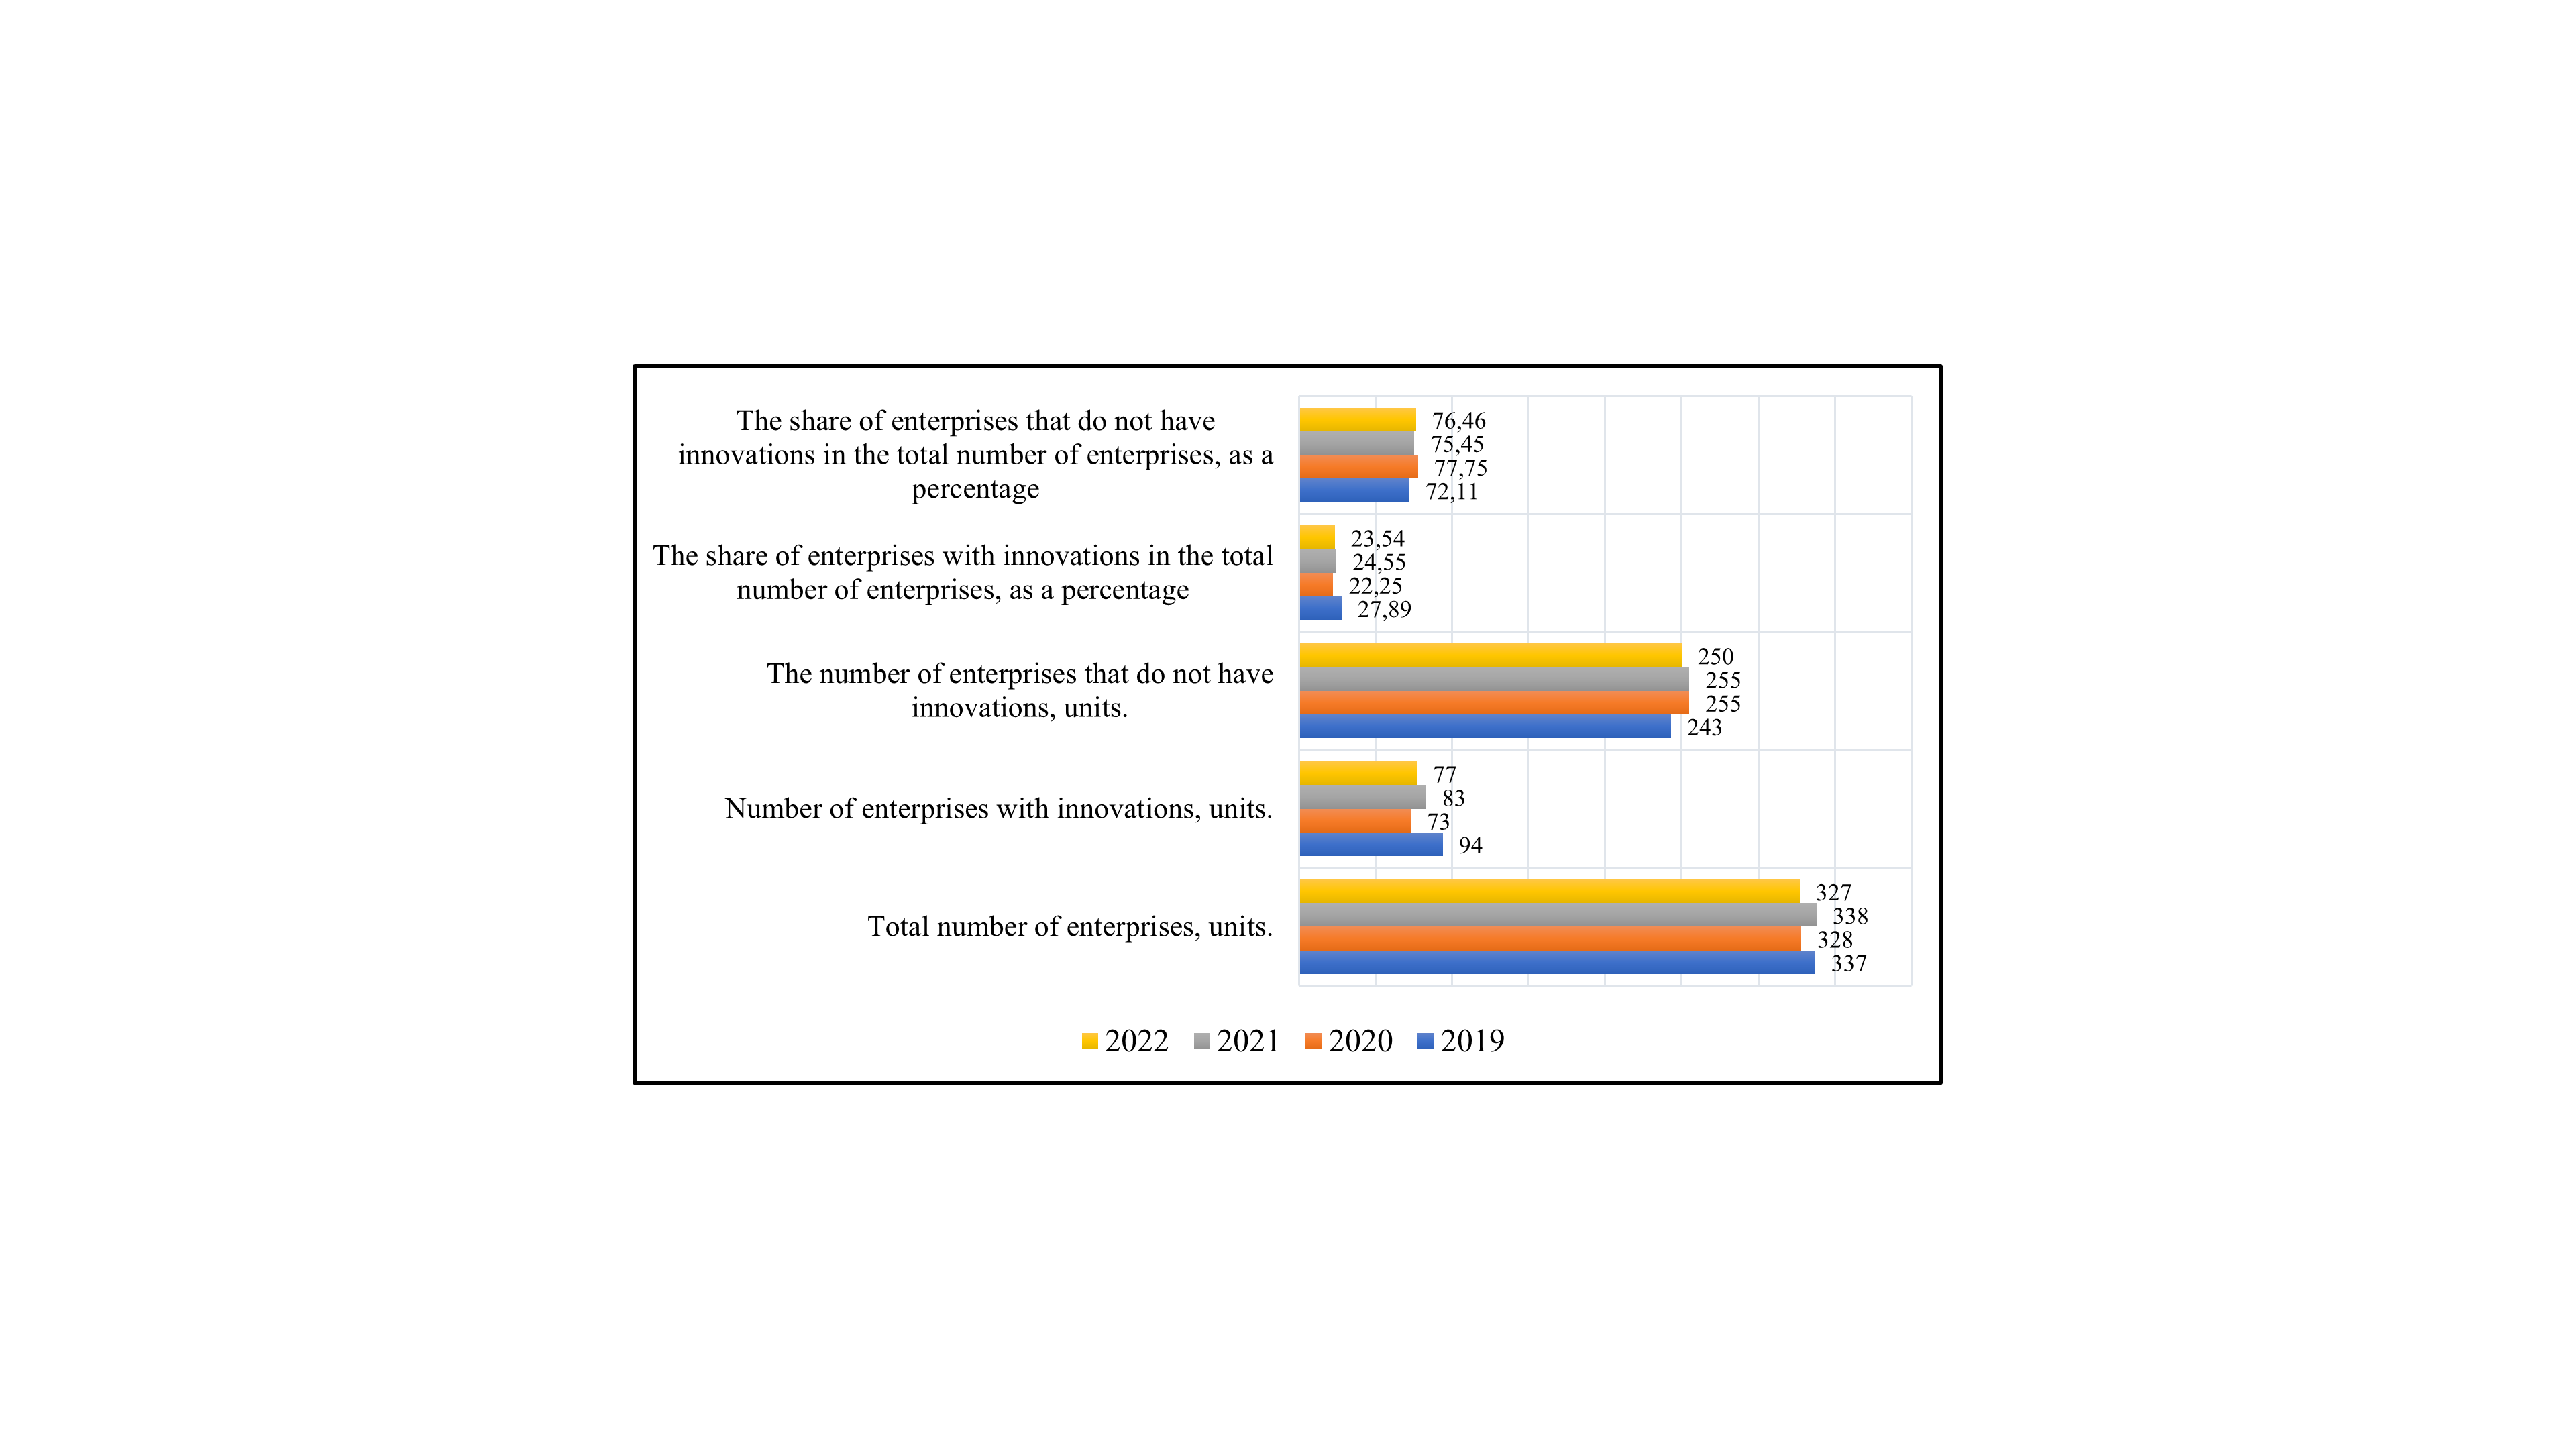 The share of enterprises that do not have
innovations in the total number of enterprises, as a
percentage
76,46
75,45
77,75
72,11
The share of enterprises with innovations in the total
number of enterprises, as a percentage
23,54
24,55
22,25
27,89
The number of enterprises that do not have
innovations, units.
250
255
255
243
Number of enterprises with innovations, units.
77
83
73
94
Total number of enterprises, units.
327
338
328
337
2022 2021 2020 2019